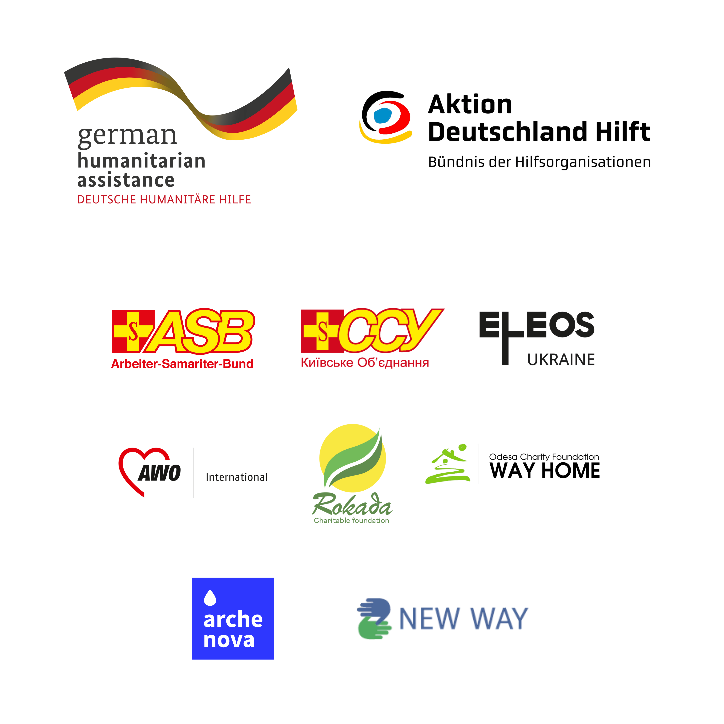 german
humanitarian
assistance
DEUTSCHE HUMANITÄRE HILFE
Aktion
Deutschland Hilft
Bündnis der Hilfsorganisationen
S ASB
Arbeiter-Samariter-Bund
S ССУ
Київське Об'єднання
ELEOS
UKRAINE
AWO
International
Rokada
Charitable foundation
Odesa Charity Foundation
WAY HOME
arche
nova
NEW WAY